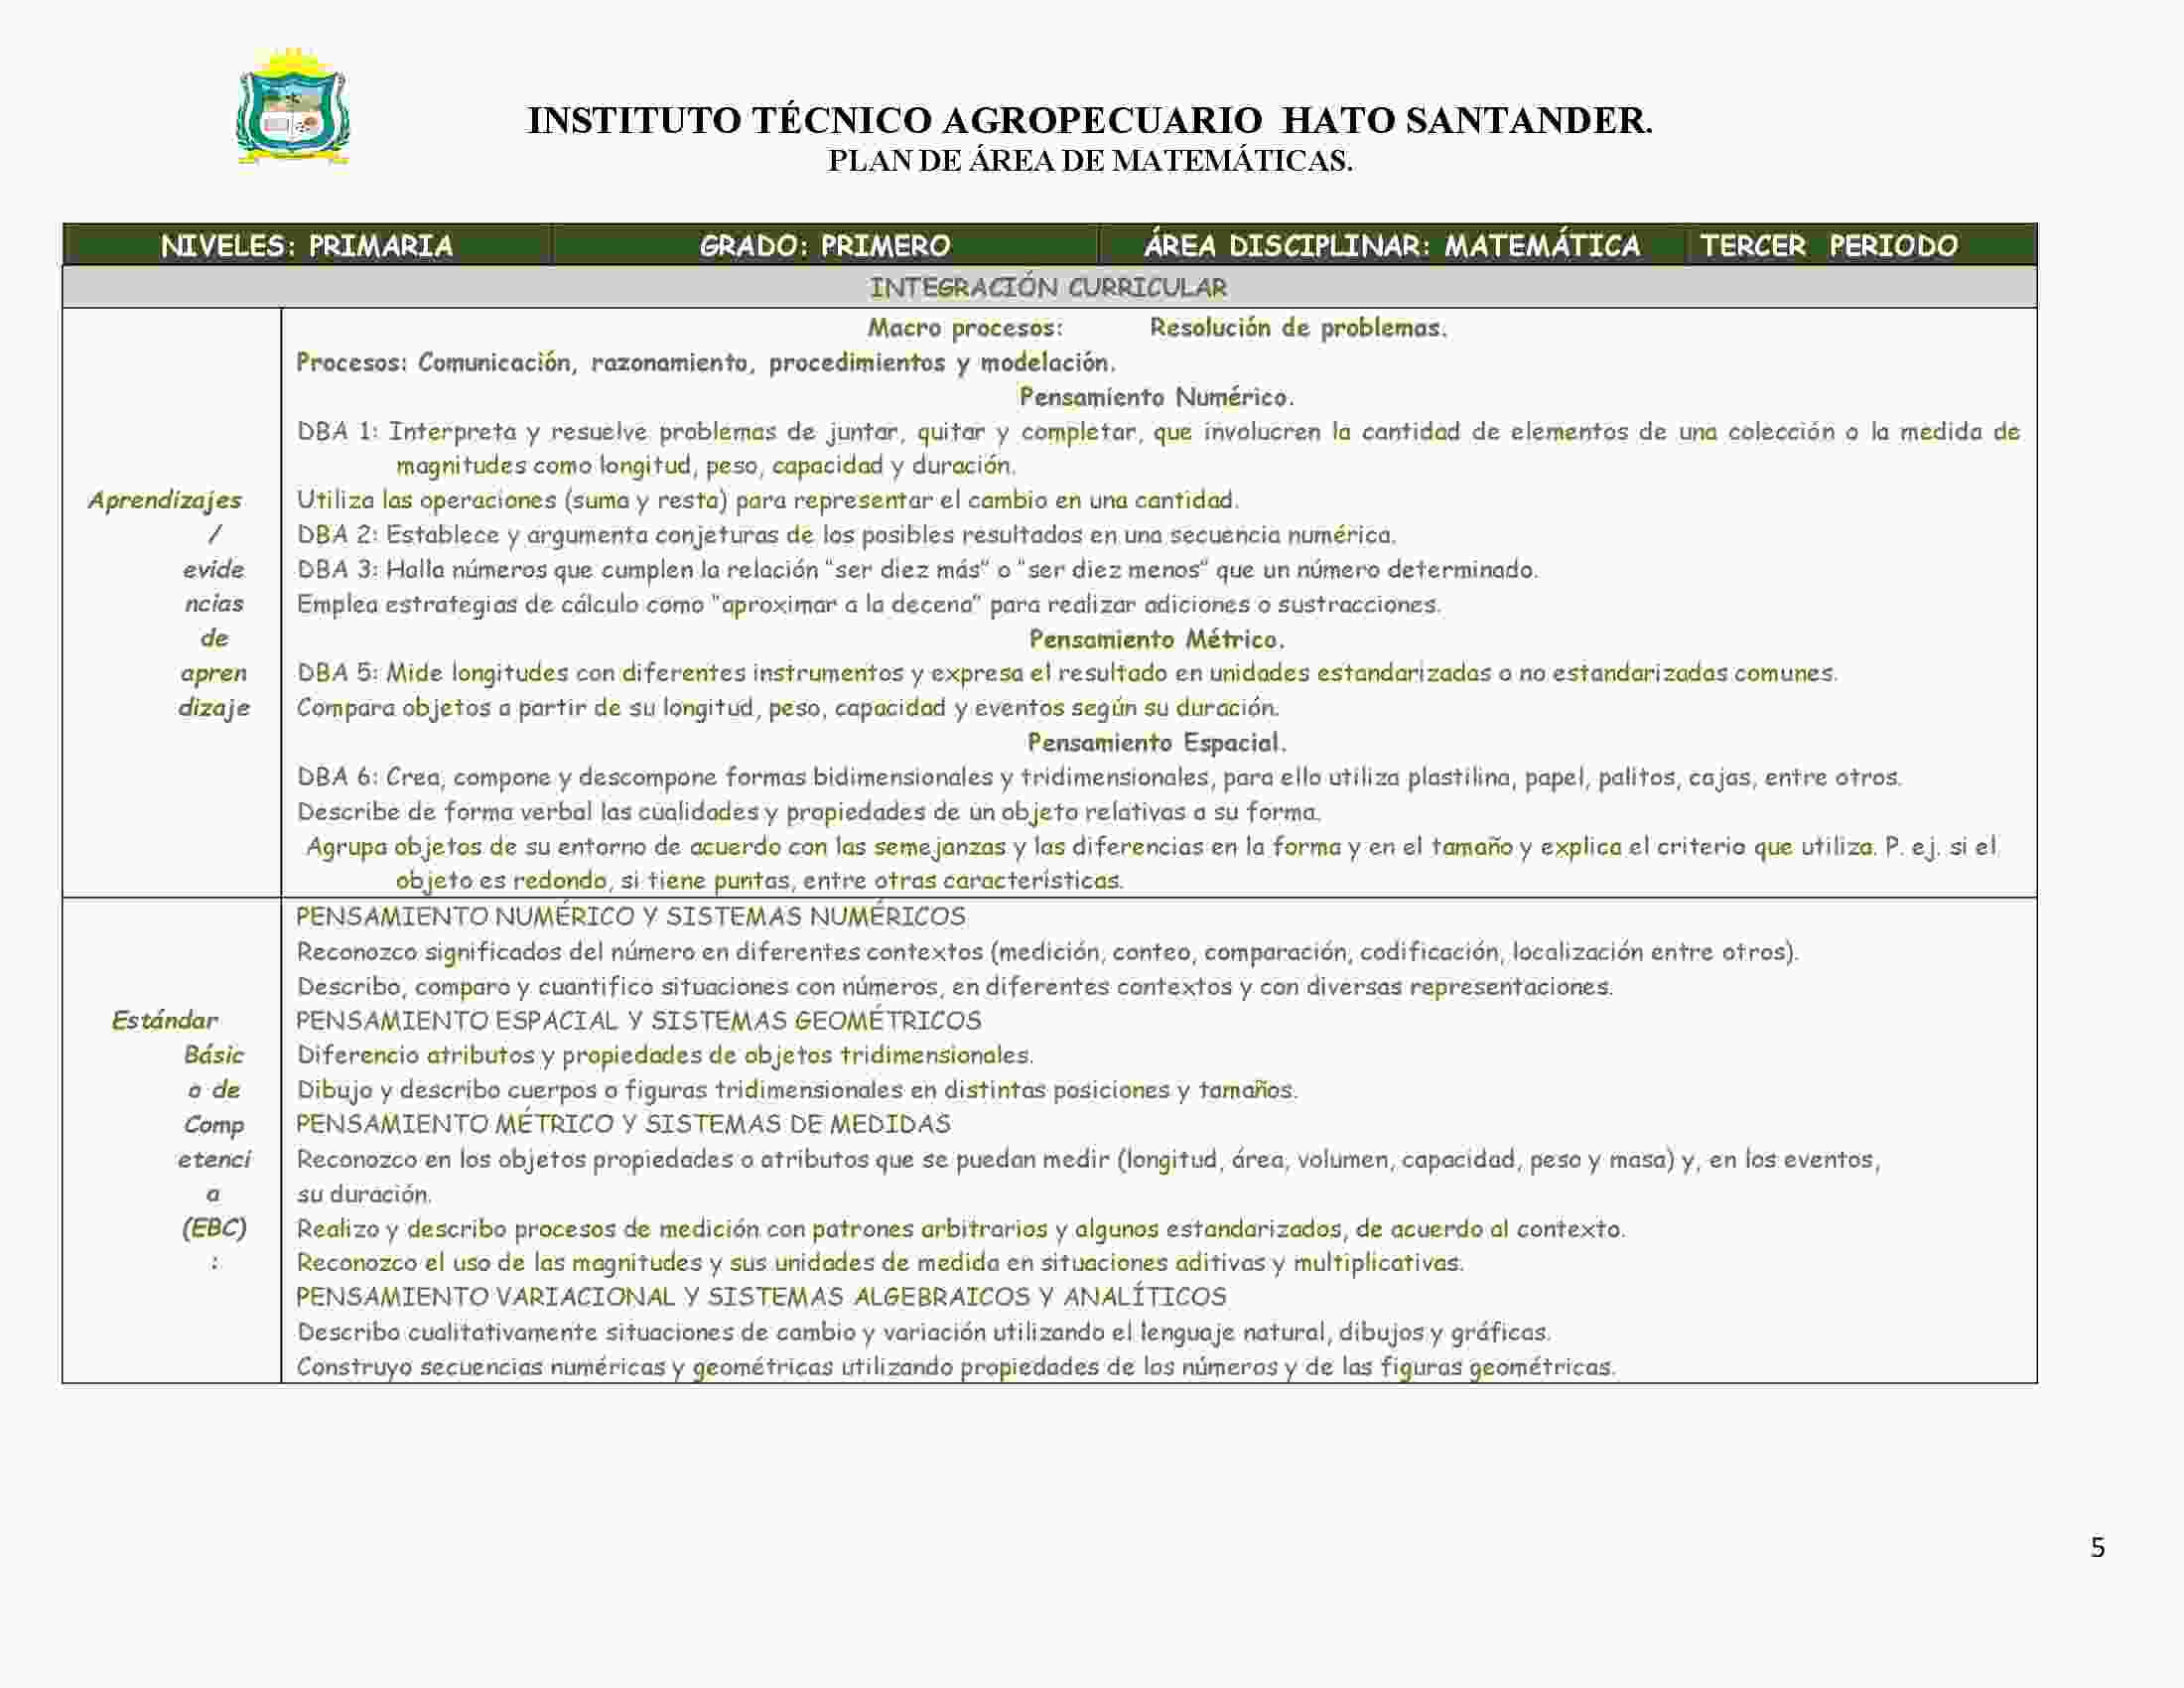 INSTITUTO TÉCNICO AGROPECUARIO HATO SANTANDER.
PLAN DE ÁREA DE MATEMÁTICAS.
NIVELES: PRIMARIA GRADO: PRIMERO ÁREA DISCIPLINAR: MATEMÁTICA TERCER PERIODO
INTEGRACIÓN CURRICULAR
Aprendizajes
/
evide
ncias
de
apren
dizaje
Macro procesos: Resolución de problemas.
Procesos: Comunicación, razonamiento, procedimientos y modelación.
Pensamiento Numérico.
DBA 1: Interpreta y resuelve problemas de juntar, quitar y completar, que involucren la cantidad de elementos de una colección o la medida de
magnitudes como longitud, peso, capacidad y duración.
Utiliza las operaciones (suma y resta) para representar el cambio en una cantidad.
DBA 2: Establece y argumenta conjeturas de los posibles resultados en una secuencia numérica.
DBA 3: Halla números que cumplen la relación "ser diez más" o "ser diez menos" que un número determinado.
Emplea estrategias de cálculo como "aproximar a la decena" para realizar adiciones o sustracciones.
Pensamiento Métrico.
DBA 5: Mide longitudes con diferentes instrumentos y expresa el resultado en unidades estandarizadas o no estandarizadas comunes.
Compara objetos a partir de su longitud, peso, capacidad y eventos según su duración.
Pensamiento Espacial.
DBA 6: Crea, compone y descompone formas bidimensionales y tridimensionales, para ello utiliza plastilina, papel, palitos, cajas, entre otros.
Describe de forma verbal las cualidades y propiedades de un objeto relativas a su forma.
Agrupa objetos de su entorno de acuerdo con las semejanzas y las diferencias en la forma y en el tamaño y explica el criterio que utiliza. P. ej. si el
objeto es redondo, si tiene puntas, entre otras características.
Estándar
Básic
o de
Comp
etenci
a
(EBC)
:
PENSAMIENTO NUMÉRICO Y SISTEMAS NUMÉRICOS
Reconozco significados del número en diferentes contextos (medición, conteo, comparación, codificación, localización entre otros).
Describo, comparo y cuantifico situaciones con números, en diferentes contextos y con diversas representaciones.
PENSAMIENTO ESPACIAL Y SISTEMAS GEOMÉTRICOS
Diferencio atributos y propiedades de objetos tridimensionales.
Dibujo y describo cuerpos o figuras tridimensionales en distintas posiciones y tamaños.
PENSAMIENTO MÉTRICO Y SISTEMAS DE MEDIDAS
Reconozco en los objetos propiedades o atributos que se puedan medir (longitud, área, volumen, capacidad, peso y masa) y, en los eventos,
su duración.
Realizo y describo procesos de medición con patrones arbitrarios y algunos estandarizados, de acuerdo al contexto.
Reconozco el uso de las magnitudes y sus unidades de medida en situaciones aditivas y multiplicativas.
PENSAMIENTO VARIACIONAL Y SISTEMAS ALGEBRAICOS Y ANALÍTICOS
Describo cualitativamente situaciones de cambio y variación utilizando el lenguaje natural, dibujos y gráficas.
Construyo secuencias numéricas y geométricas utilizando propiedades de los números y de las figuras geométricas.
5